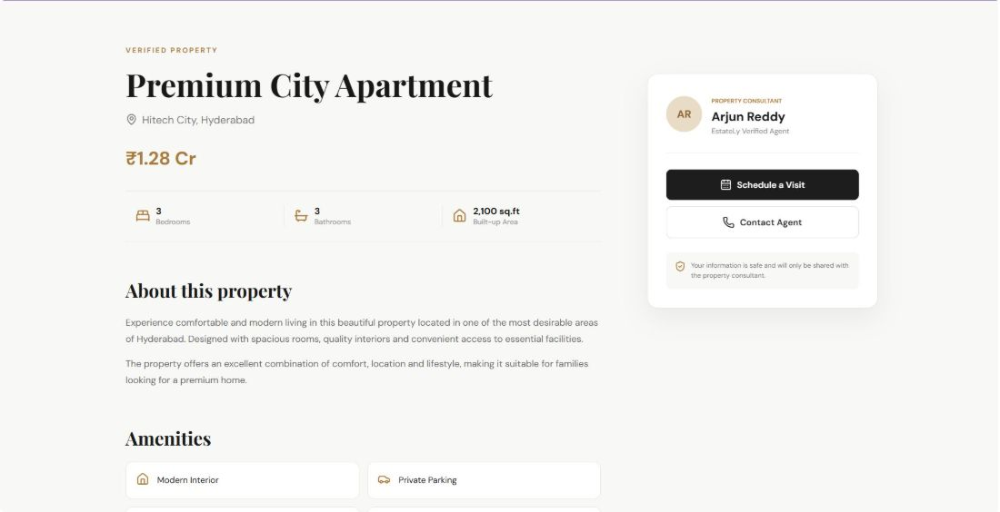 VERIFIED PROPERTY
Premium City Apartment
Hitech City, Hyderabad
₹1.28 Cr
3
Bedrooms
3
Bathrooms
2,100 sq.ft
Built-up Area
About this property
Experience comfortable and modern living in this beautiful property located in one of the most desirable areas
of Hyderabad. Designed with spacious rooms, quality interiors and convenient access to essential facilities.
The property offers an excellent combination of comfort, location and lifestyle, making it suitable for families
looking for a premium home.
Amenities
Modern Interior
Private Parking
AR
PROPERTY CONSULTANT
Arjun Reddy
EstateLy Verified Agent
Schedule a Visit
Contact Agent
Your information is safe and will only be shared with
the property consultant.